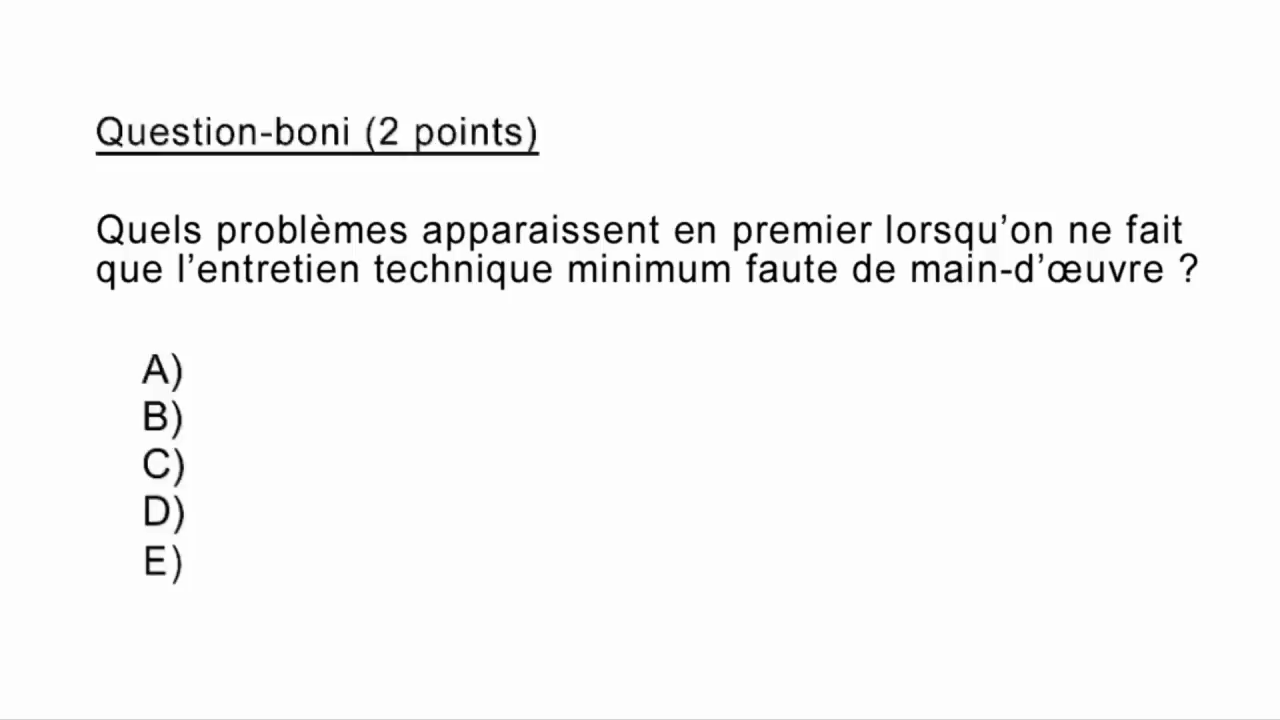 Question-boni (2 points)
Quels problèmes apparaissent en premier lorsqu’on ne fait
que l’entretien technique minimum faute de main-d’œuvre ?
A)
B)
C)
D)
E)